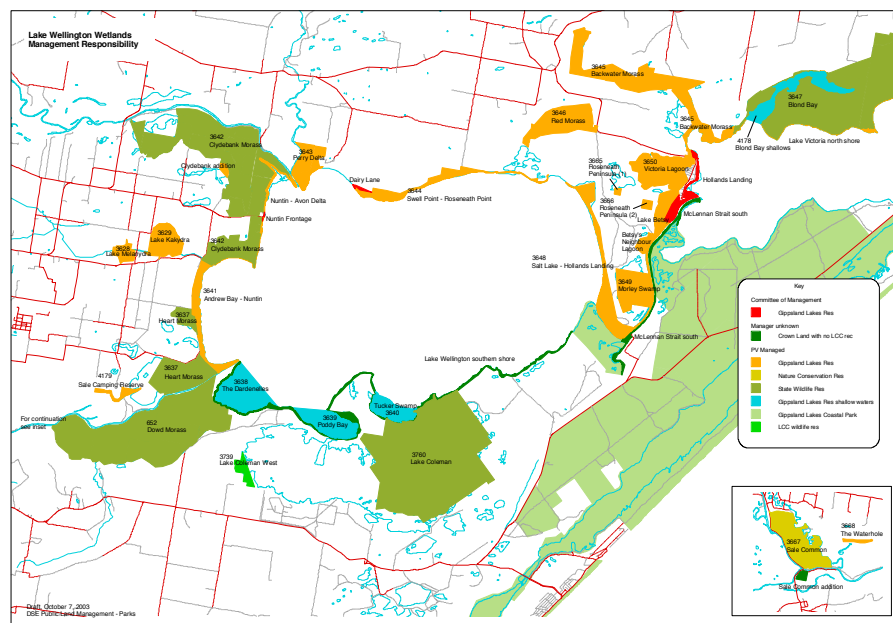 Lake Wellington Wetlands
Management Responsibility
3645
Backwater Morass
3647
Blond Bay
3646
Red Morass
3645
Backwater Morass
4178
Blond Bay shallows
Lake Victoria north shore
3642
Clydebank Morass
3643
Perry Delta
Clydebank addition
Dairy Lane
3644
Swell Point - Roseneath Point
3665
Roseneath
Peninsula (1)
3650
Victoria Lagoon
Hollands Landing
3666
Roseneath
Peninsula (2)
Lake Betsy
McLennan Strait south
Nuntin - Avon Delta
Nuntin Frontage
3629
Lake Kakydra
3628
Lake Melanydra
3642
Clydebank Morass
Betsy's
Neighbour
Lagoon
3648
Salt Lake - Hollands Landing
3649
Morley Swamp
3641
Andrew Bay - Nuntin
3637
Heart Morass
McLennan Strait south
Lake Wellington southern shore
3637
Heart Morass
4179
Sale Camping Reserve
3638
The Dardenelles
Tucker Swamp
3640
3639
Poddy Bay
For continuation
see inset
652
Dowd Morass
3739
Lake Coleman West
3760
Lake Coleman
Key
Committee of Management
Gippsland Lakes Res
Manager unknown
Crown Land with no LCC rec
PV Managed
Gippsland Lakes Res
Nature Conservation Res
State Wildlife Res
Gippsland Lakes Res shallow waters
Gippsland Lakes Coastal Park
LCC wildlife res
3668
The Waterhole
3667
Sale Common
Sale Common addition
Draft, October 7, 2003
DSE Public Land Management - Parks